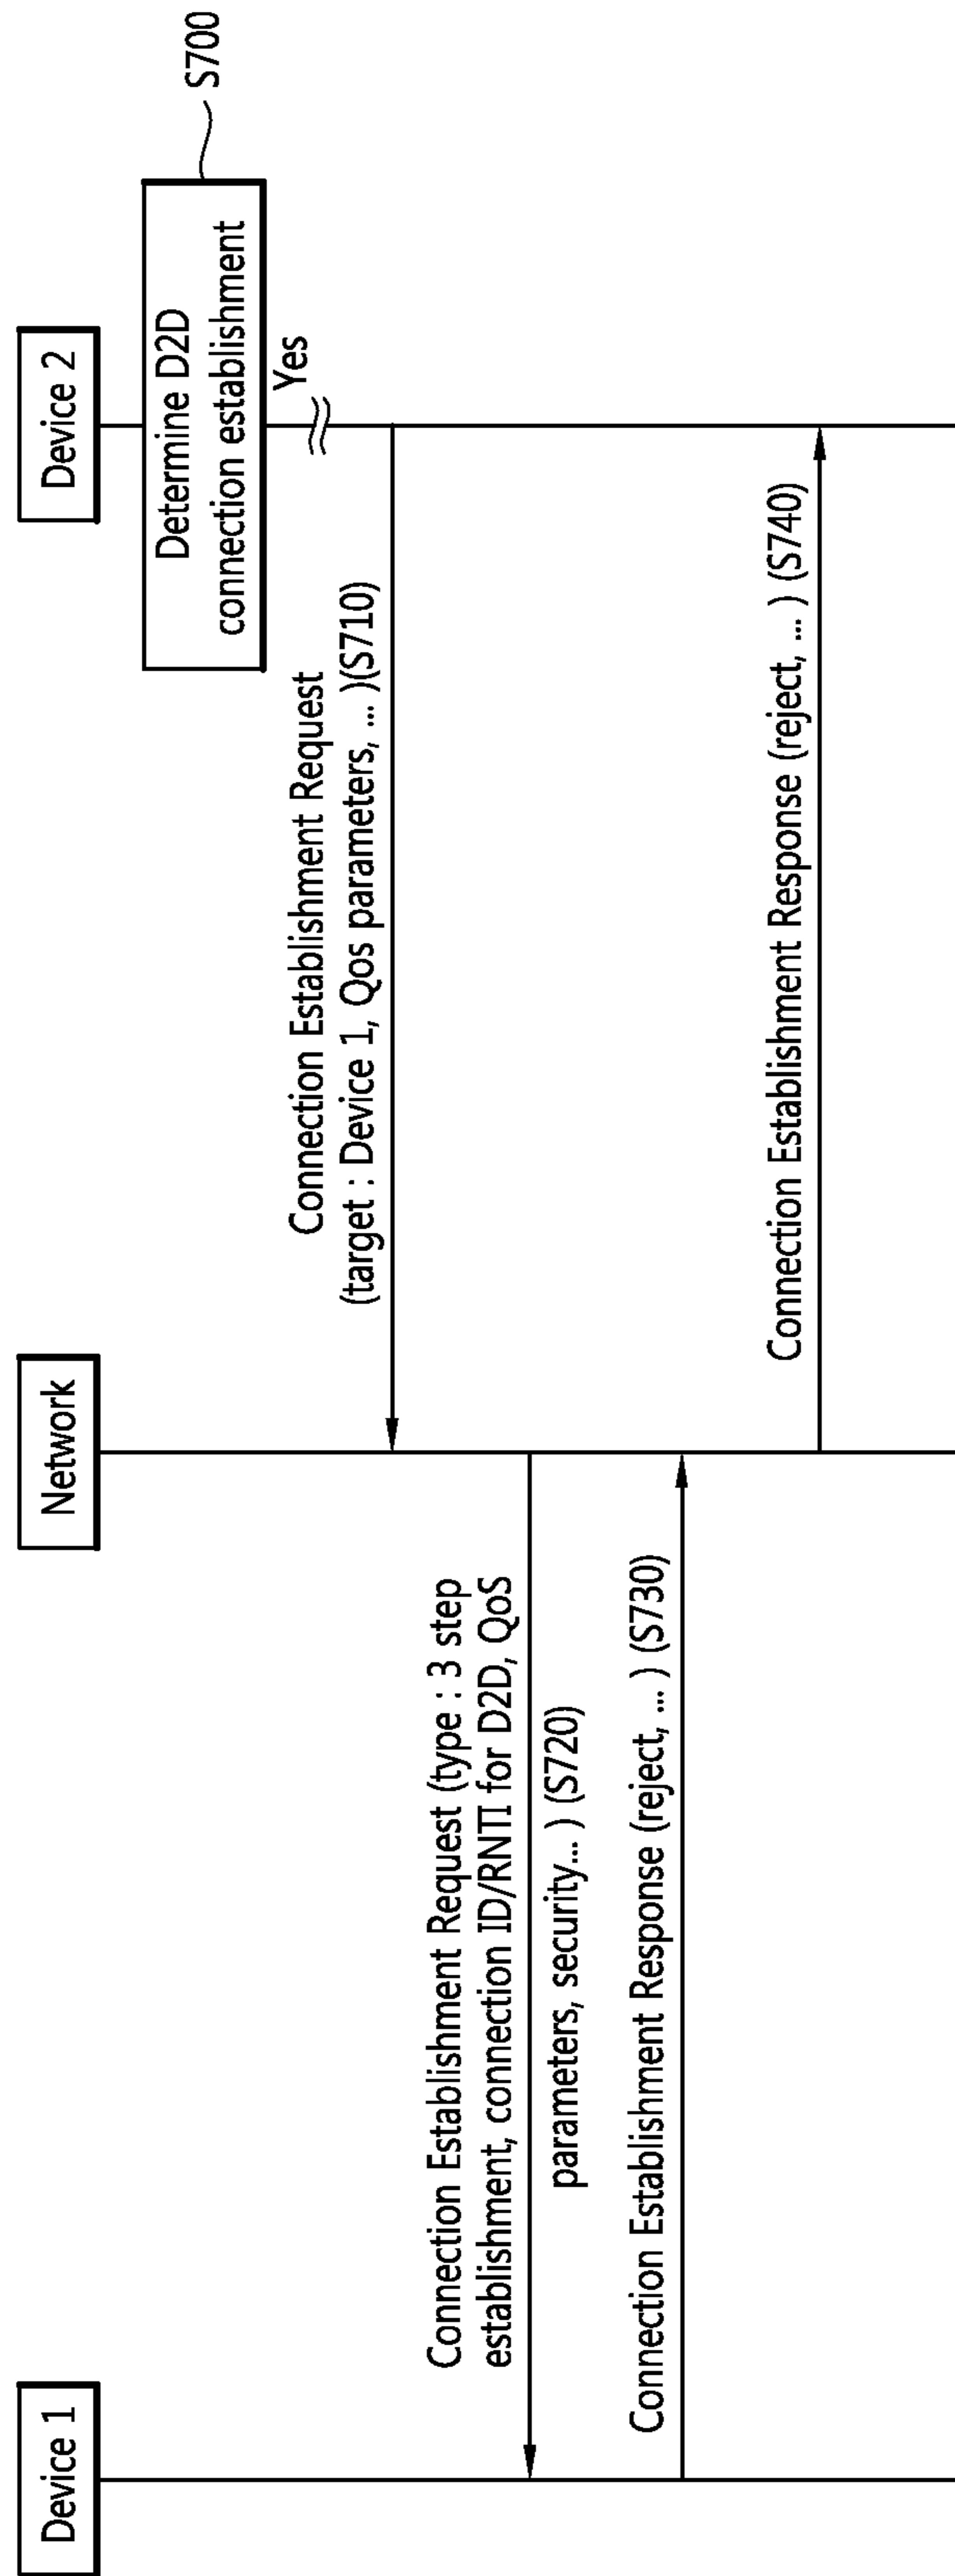 Device 1
Network
Device 2
Determine D2D
connection establishment
S700
Yes
Connection Establishment Request
(target : Device 1, Qos parameters, ... )(S710)
Connection Establishment Request (type : 3 step
establishment, connection ID/RNTI for D2D, QoS
parameters, security... ) (S720)
Connection Establishment Response (reject, ... ) (S730)
Connection Establishment Response (reject, ... ) (S740)